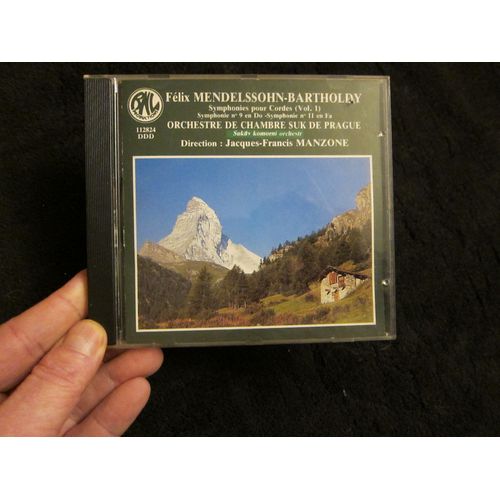 Félix MENDELSSOHN-BARTHOLDY
Symphonies pour Cordes (Vol. 1)
Symphonie n° 9 en Do -Symphonie n° 11 en Fa
112824
DDD
ORCHESTRE DE CHAMBRE SUK DE PRAGUE
Sukův komorní orchestr
Direction : Jacques-Francis MANZONE